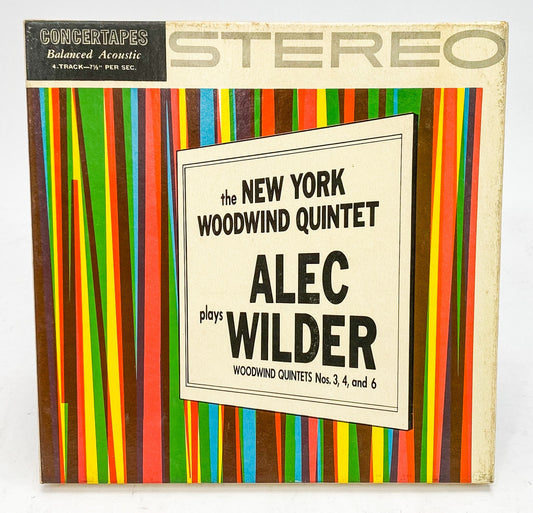 CONCERTAPES
Balanced Acoustic
4-TRACK—7½" PER SEC.
STEREO
the NEW YORK
WOODWIND QUINTET
plays ALEC
WILDER
WOODWIND QUINTETS Nos. 3, 4, and 6